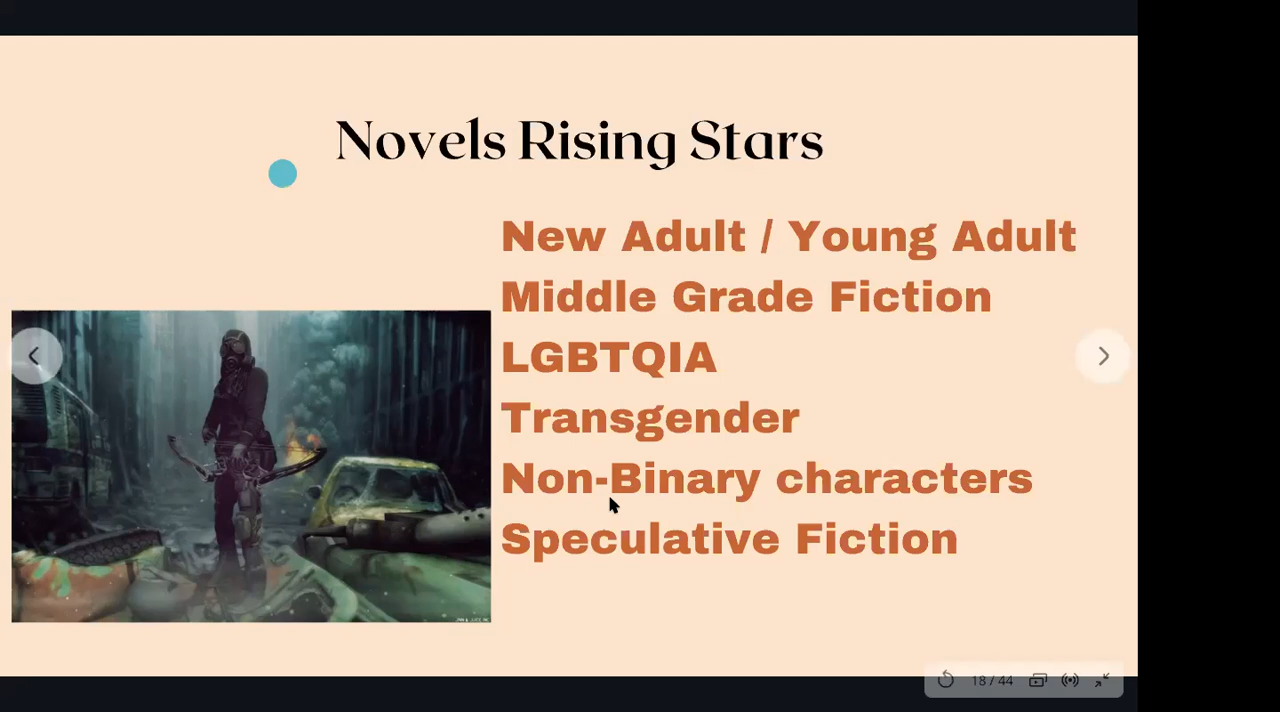 Novels Rising Stars
New Adult / Young Adult
Middle Grade Fiction
LGBTQIA
Transgender
Non-Binary characters
Speculative Fiction
18 / 44